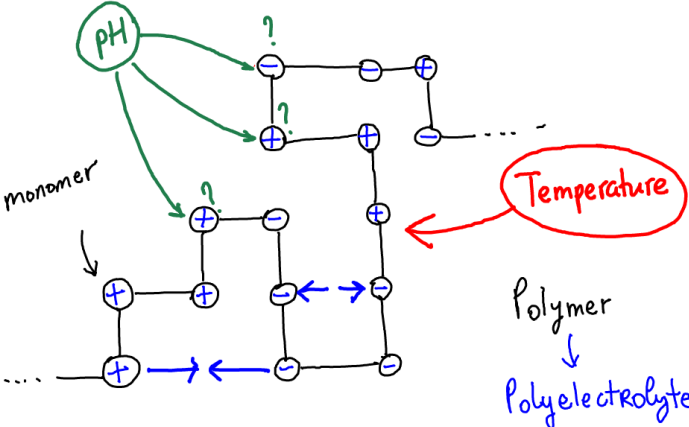 pH
?
?
?
monomer
Temperature
Polymer
Polyelectrolyte